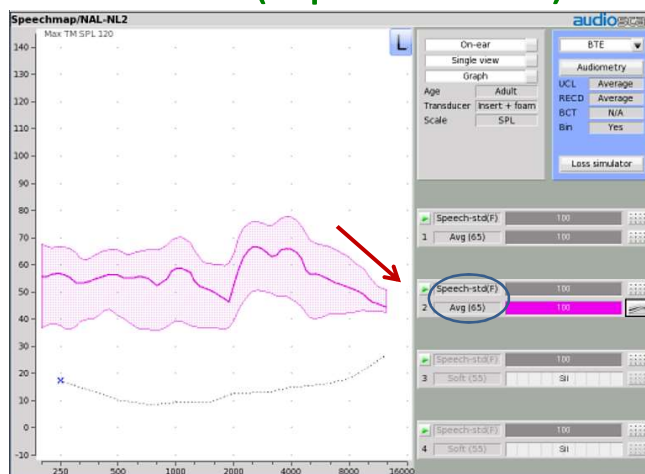 Speechmap/NAL-NL2
Max TM SPL 120
L
On-ear
Single view
Graph
Age Adult
Transducer Insert + foam
Scale SPL
BTE
Audiometry
UCL Average
RECD Average
BCT N/A
Bin Yes
Loss simulator
140
130
120
110
100
90
80
70
60
50
40
30
20
10
0
-10
250 500 1000 2000 4000 8000 16000
Speech-std(F) 100
1 Avg (65) 100
Speech-std(F) 100
2 Avg (65) 100
Speech-std(F) 100
3 Soft (55) SII
Speech-std(F) 100
4 Soft (55) SII